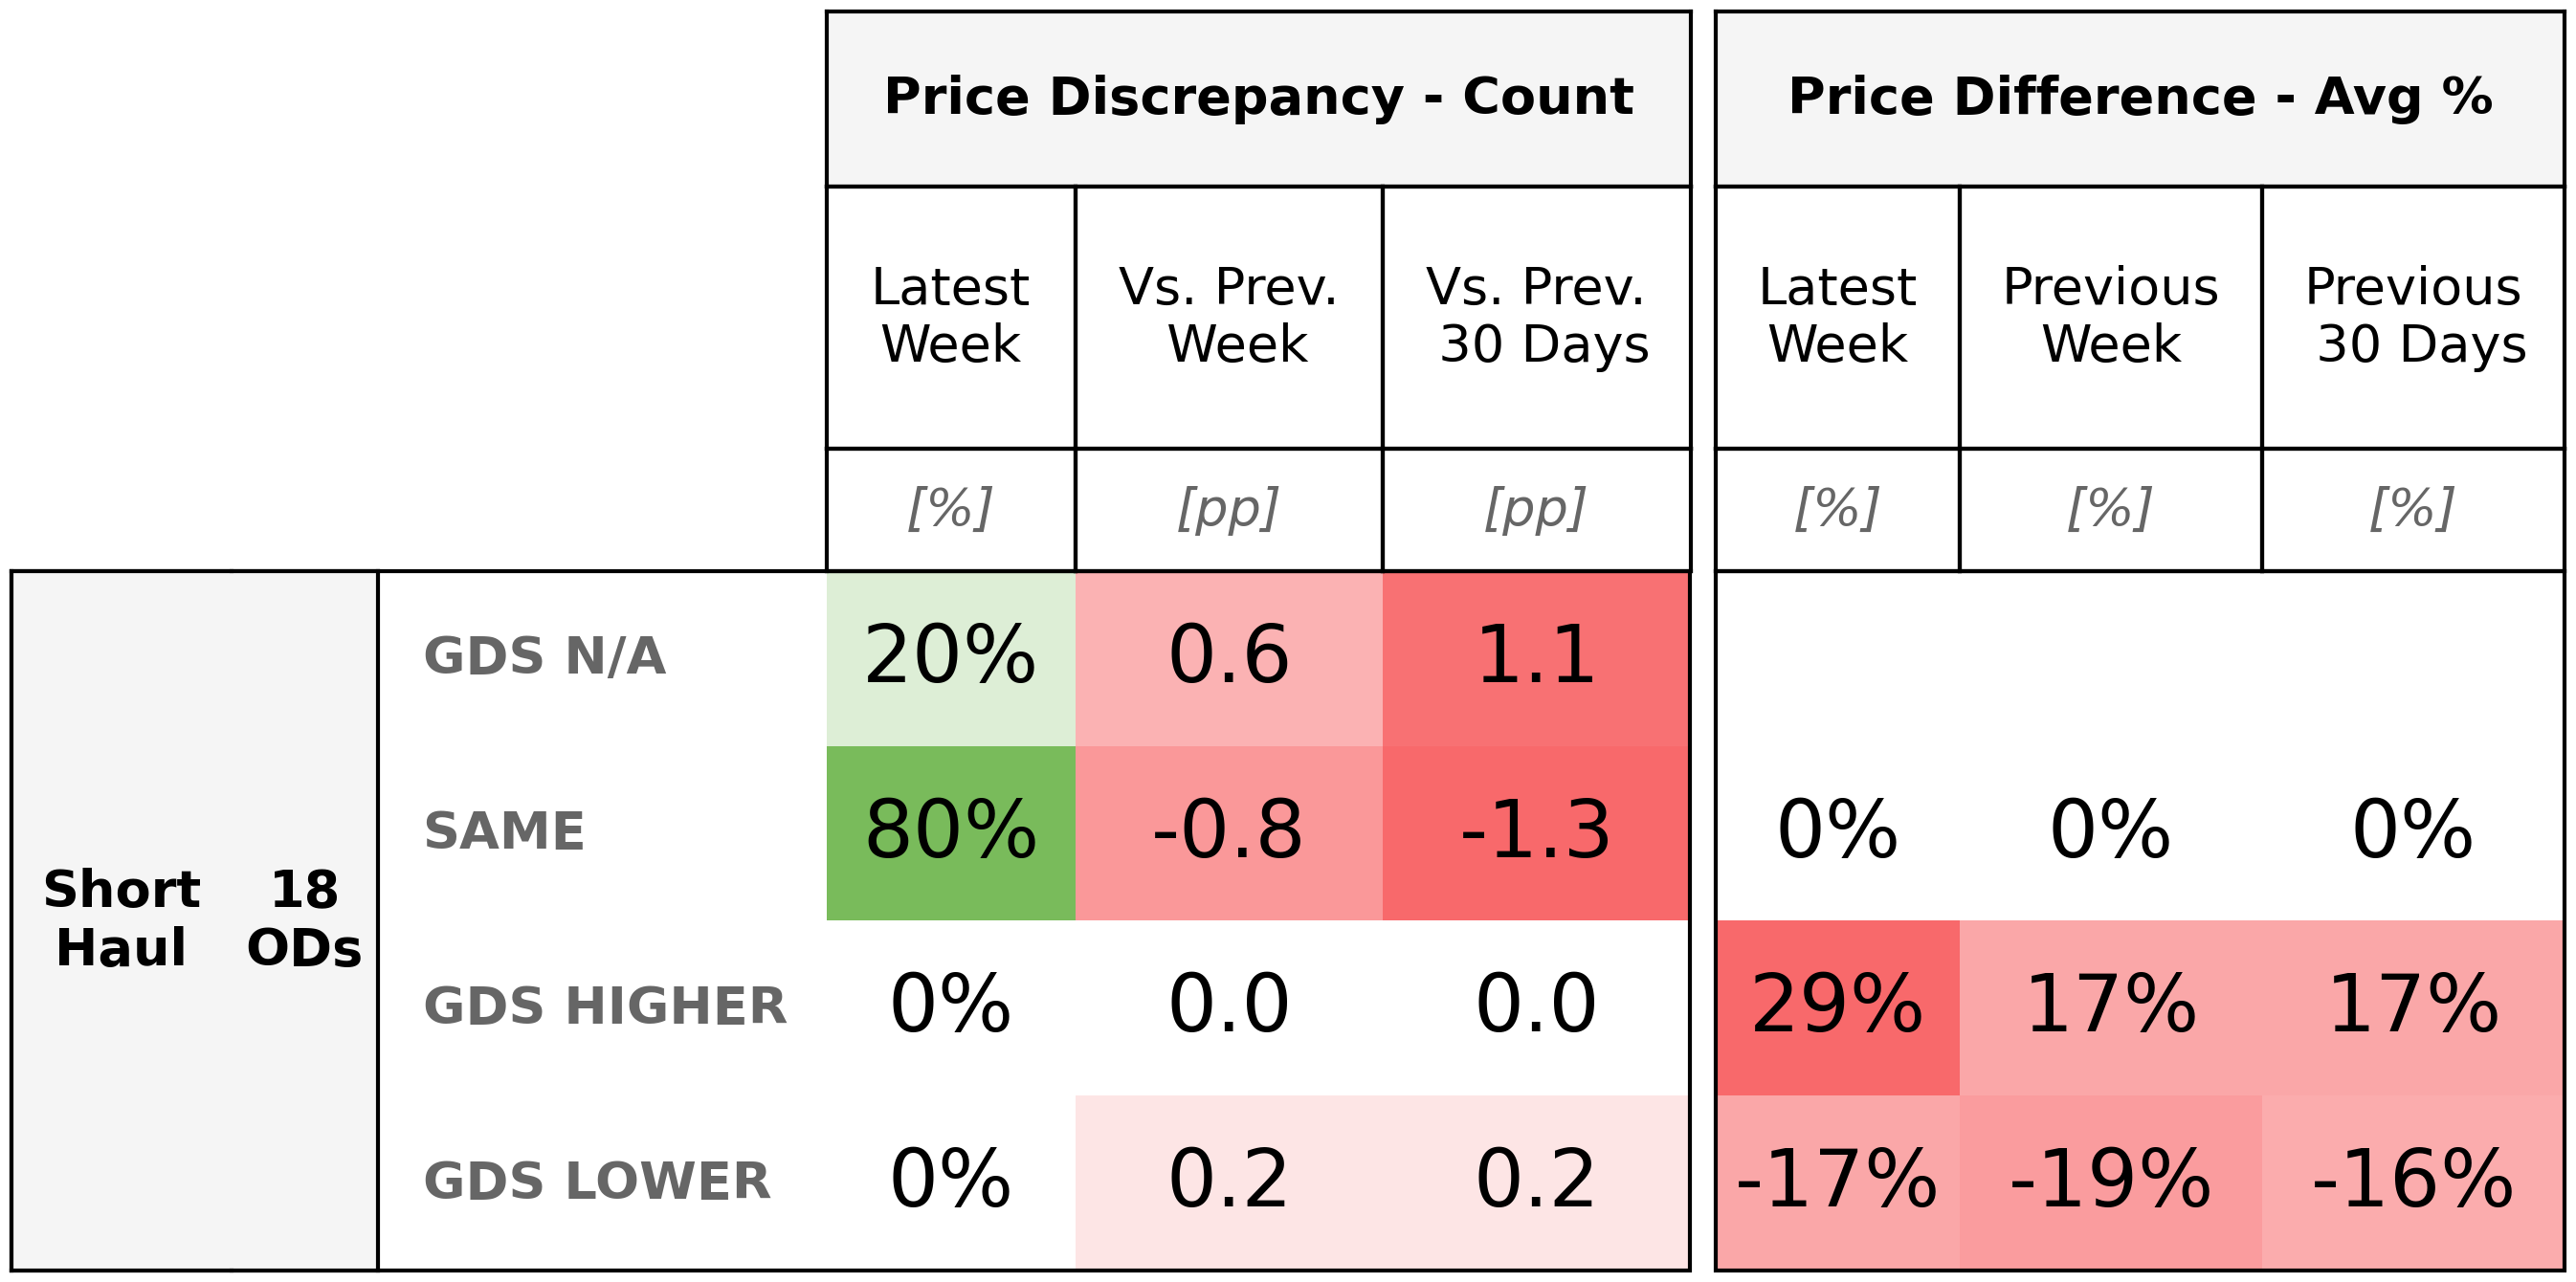 Price Discrepancy - Count Price Difference - Avg %
Latest Week Vs. Prev. Week Vs. Prev. 30 Days Latest Week Previous Week Previous 30 Days
[%] [pp] [pp] [%] [%] [%]
Short Haul 18 ODs
GDS N/A 20% 0.6 1.1
SAME 80% -0.8 -1.3 0% 0% 0%
GDS HIGHER 0% 0.0 0.0 29% 17% 17%
GDS LOWER 0% 0.2 0.2 -17% -19% -16%